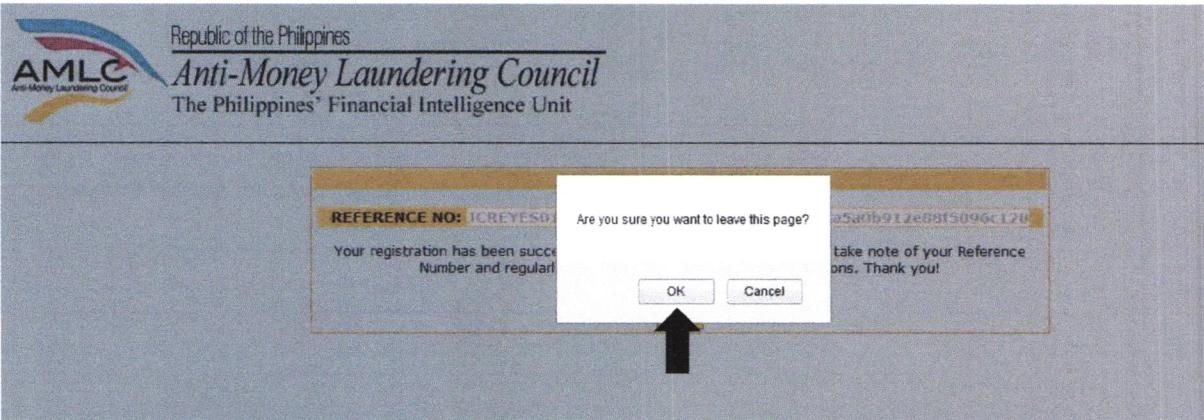 Republic of the Philippines
AMLC
Anti-Money Laundering Council
Anti-Money Laundering Council
The Philippines' Financial Intelligence Unit
REFERENCE NO:
Are you sure you want to leave this page?
Your registration has been succe take note of your Reference
Number and regularl ons. Thank you!
OK Cancel